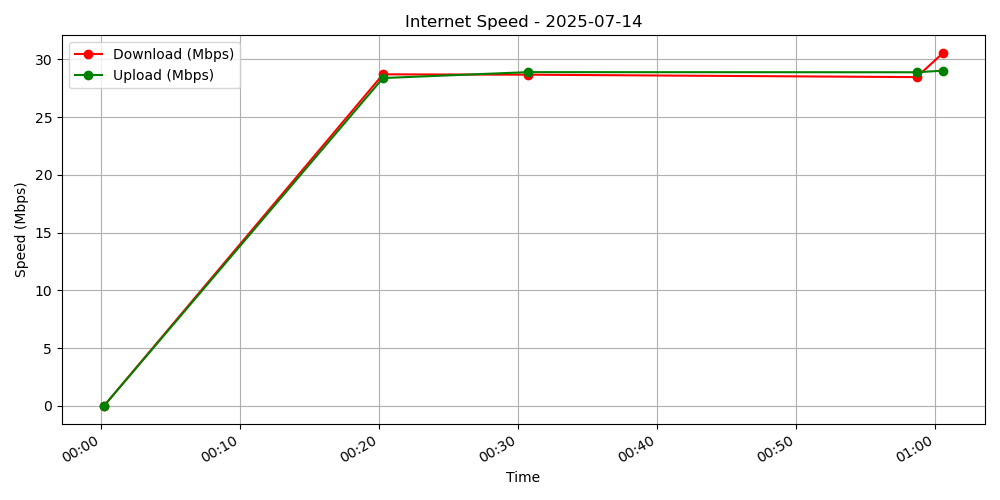 Internet Speed - 2025-07-14
Download (Mbps)
Upload (Mbps)
Speed (Mbps)
30
25
20
15
10
5
0
00:00
00:10
00:20
00:30
00:40
00:50
01:00
Time